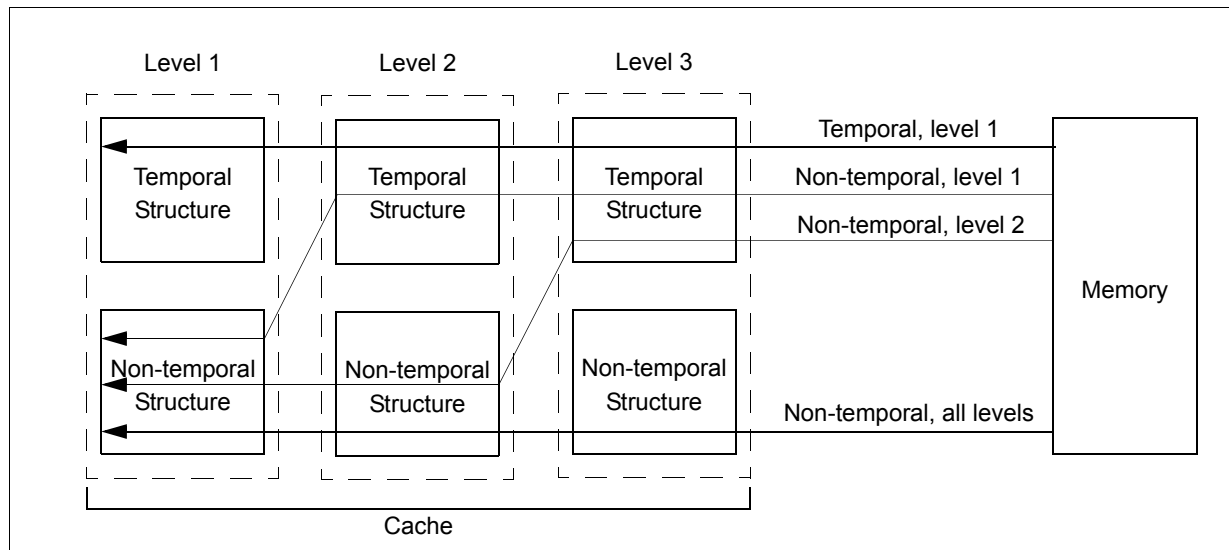 Level 1
Level 2
Level 3
Temporal, level 1
Temporal
Structure
Temporal
Structure
Temporal
Structure
Non-temporal, level 1
Non-temporal, level 2
Memory
Non-temporal
Structure
Non-temporal
Structure
Non-temporal
Structure
Non-temporal, all levels
Cache